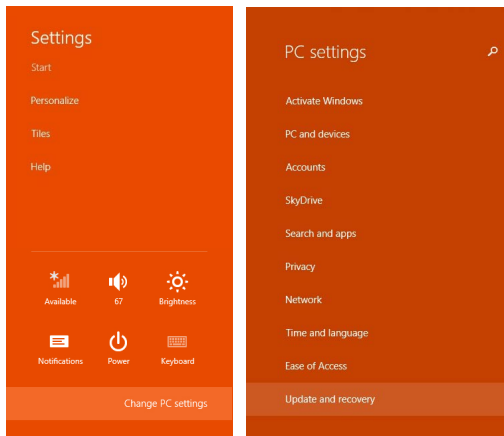 Settings
Start
Personalize
Tiles
Help
Available
67
Brightness
Notifications
Power
Keyboard
Change PC settings
PC settings
Activate Windows
PC and devices
Accounts
SkyDrive
Search and apps
Privacy
Network
Time and language
Ease of Access
Update and recovery